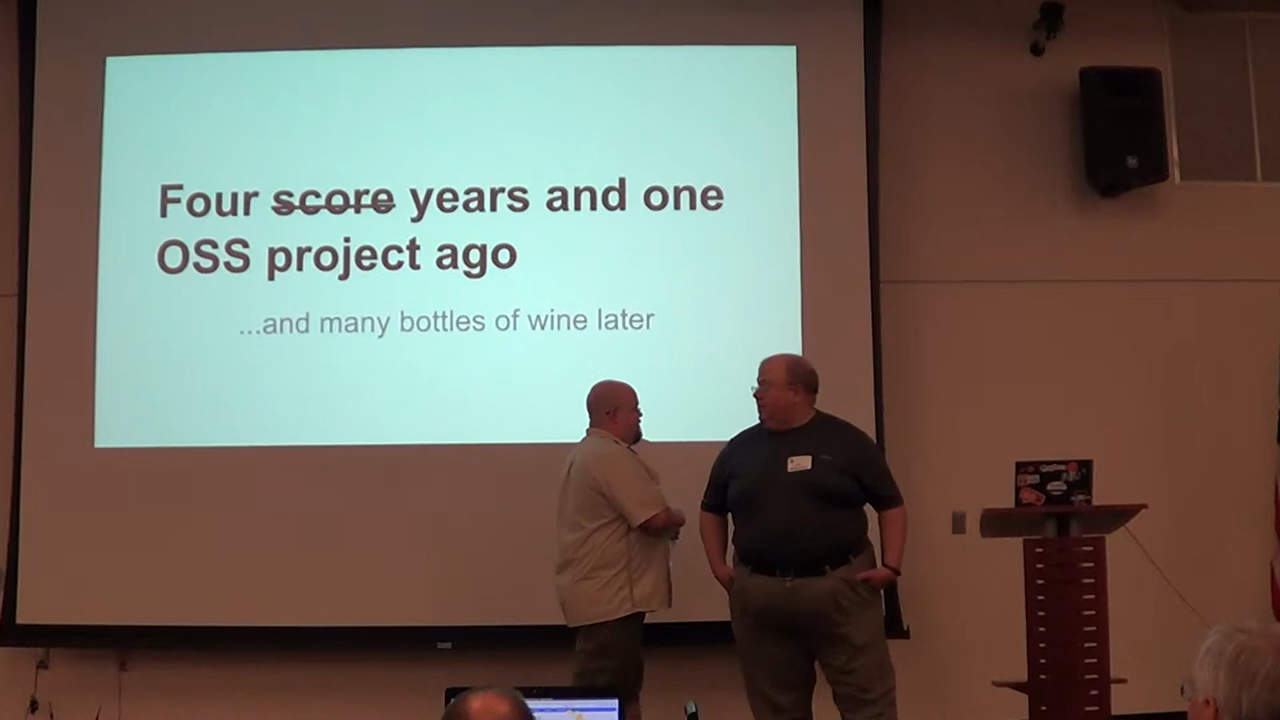 Four score years and one
OSS project ago
...and many bottles of wine later